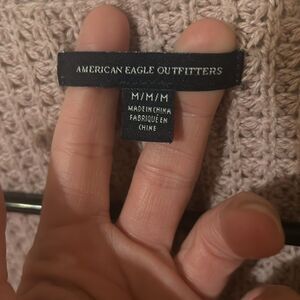 AMERICAN EAGLE OUTFITTERS
M/M/M
MADE IN CHINA
FABRIQUÉ EN
CHINE